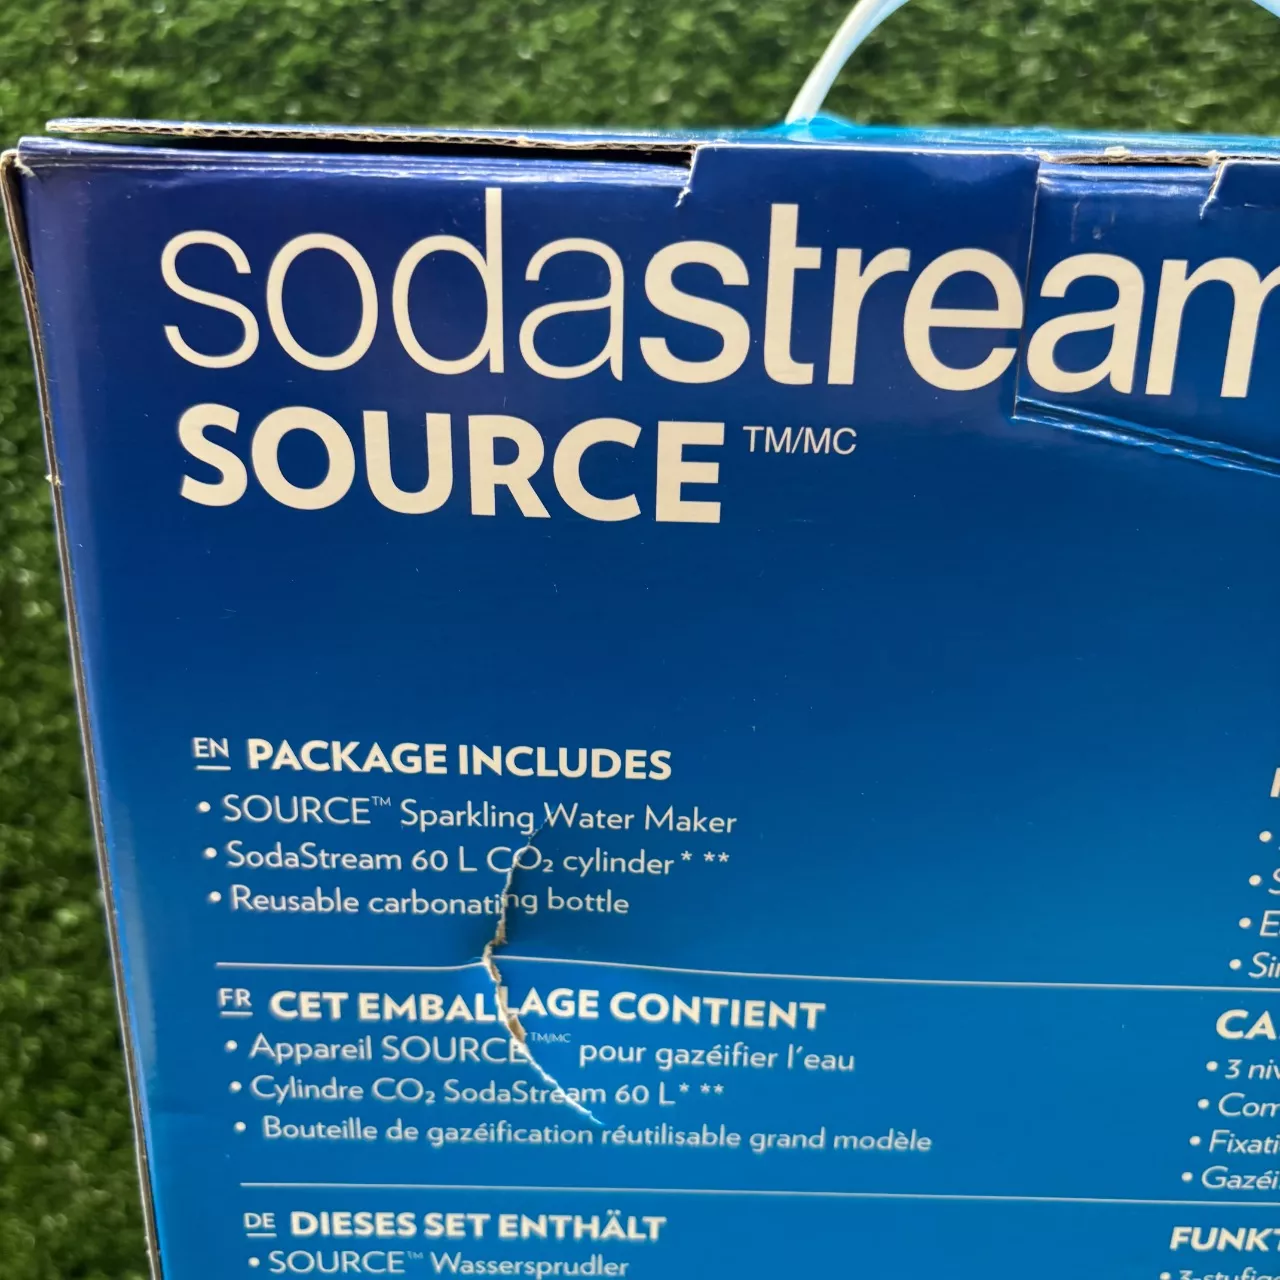 sodastream
SOURCE TM/MC
EN PACKAGE INCLUDES
• SOURCE™ Sparkling Water Maker
• SodaStream 60 L CO₂ cylinder * **
• Reusable carbonating bottle
FR CET EMBALLAGE CONTIENT
• Appareil SOURCE TM/MC pour gazéifier l'eau
• Cylindre CO₂ SodaStream 60 L* **
• Bouteille de gazéification réutilisable grand modèle
DE DIESES SET ENTHÄLT
• SOURCE™ Wassersprudler
CA
• 3 niv
• Com
• Fixati
• Gazéi
FUNKT